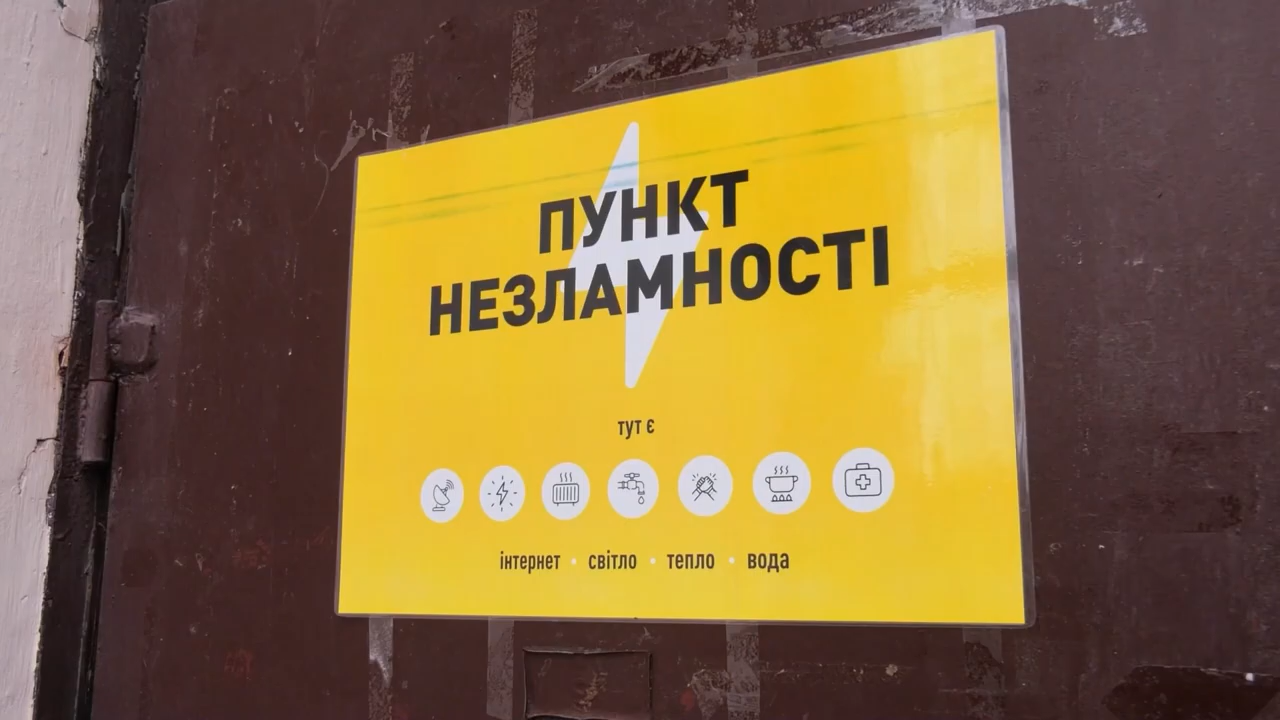 ПУНКТ
НЕЗЛАМНОСТІ
тут є
інтернет • світло • тепло • вода